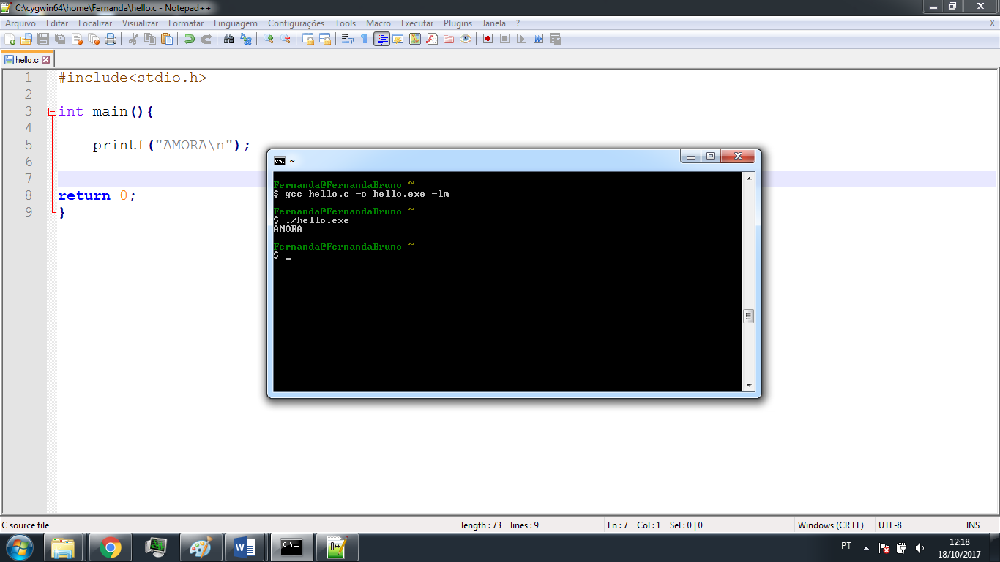 C:\cygwin64\home\Fernanda\hello.c - Notepad++
Arquivo Editar Localizar Visualizar Formatar Linguagem Configurações Tools Macro Executar Plugins Janela ? X
hello.c
1 #include<stdio.h>
2
3 int main(){
4
5 printf("AMORA\n");
6
7
8 return 0;
9 }
~
Fernanda@FernandaBruno ~
$ gcc hello.c -o hello.exe -lm
Fernanda@FernandaBruno ~
$ ./hello.exe
AMORA
Fernanda@FernandaBruno ~
$
C source file length : 73 lines : 9 Ln : 7 Col : 1 Sel : 0 | 0 Windows (CR LF) UTF-8 INS
PT 12:18
18/10/2017